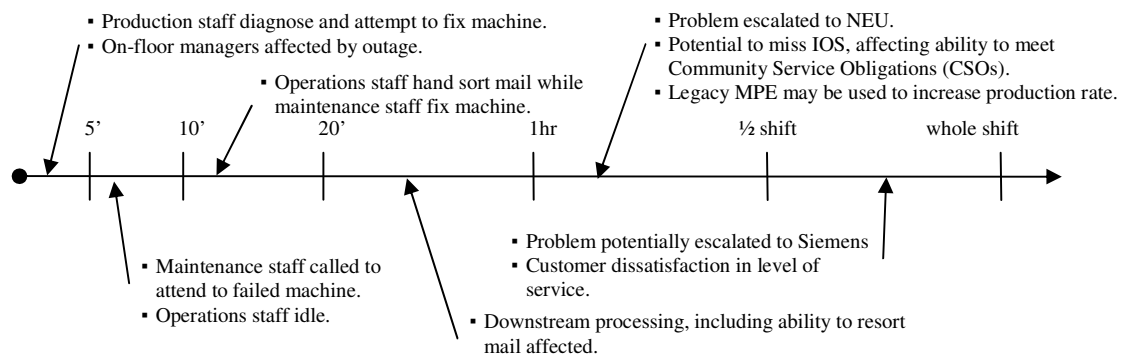 ▪ Production staff diagnose and attempt to fix machine.
▪ On-floor managers affected by outage.
▪ Operations staff hand sort mail while
maintenance staff fix machine.
▪ Problem escalated to NEU.
▪ Potential to miss IOS, affecting ability to meet
Community Service Obligations (CSOs).
▪ Legacy MPE may be used to increase production rate.
5’
10’
20’
1hr
½ shift
whole shift
▪ Maintenance staff called to
attend to failed machine.
▪ Operations staff idle.
▪ Problem potentially escalated to Siemens
▪ Customer dissatisfaction in level of
service.
▪ Downstream processing, including ability to resort
mail affected.